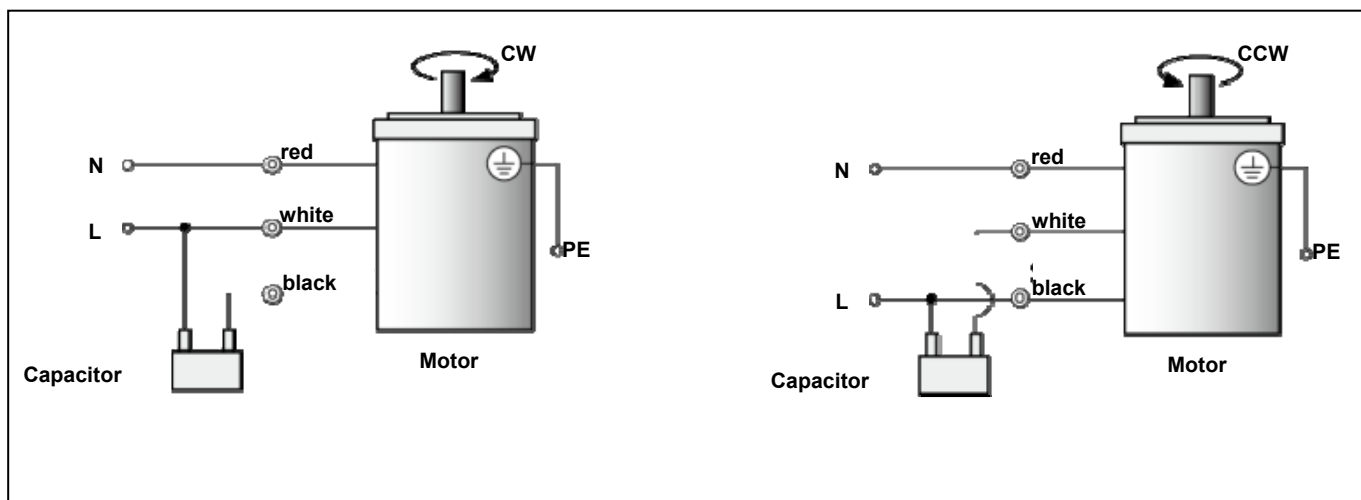 CW
N
red
L
white
PE
black
Capacitor
Motor
CCW
N
red
white
PE
L
black
Capacitor
Motor